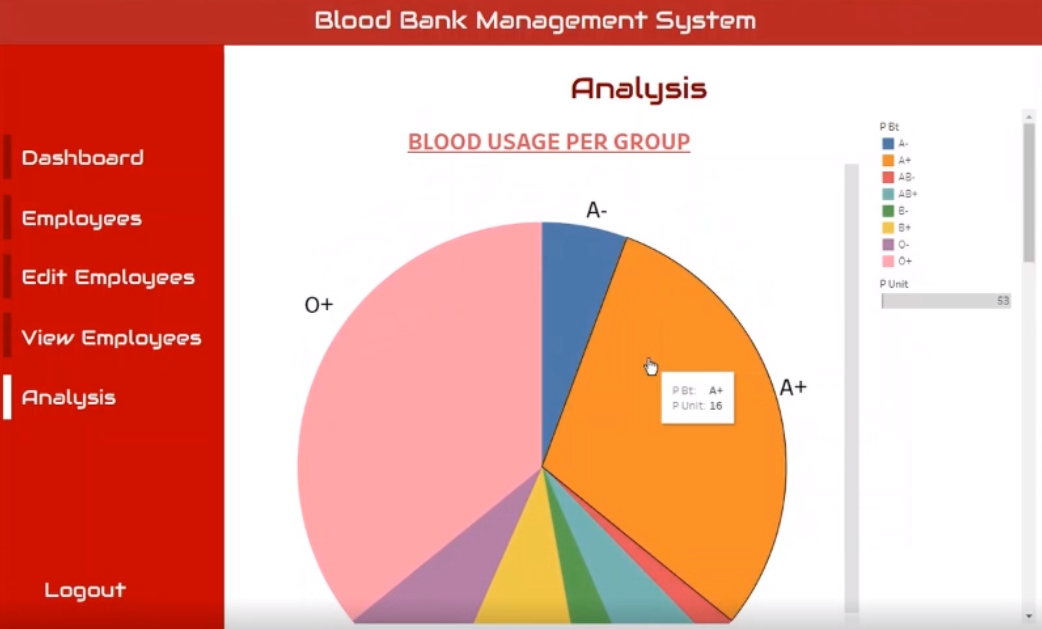 Blood Bank Management System
Dashboard
Employees
Edit Employees
View Employees
Analysis
Logout
Analysis
BLOOD USAGE PER GROUP
A-
O+
A+
P Bt: A+
P Unit: 16
P Bt
A-
A+
AB-
AB+
B-
B+
O-
O+
P Unit
53